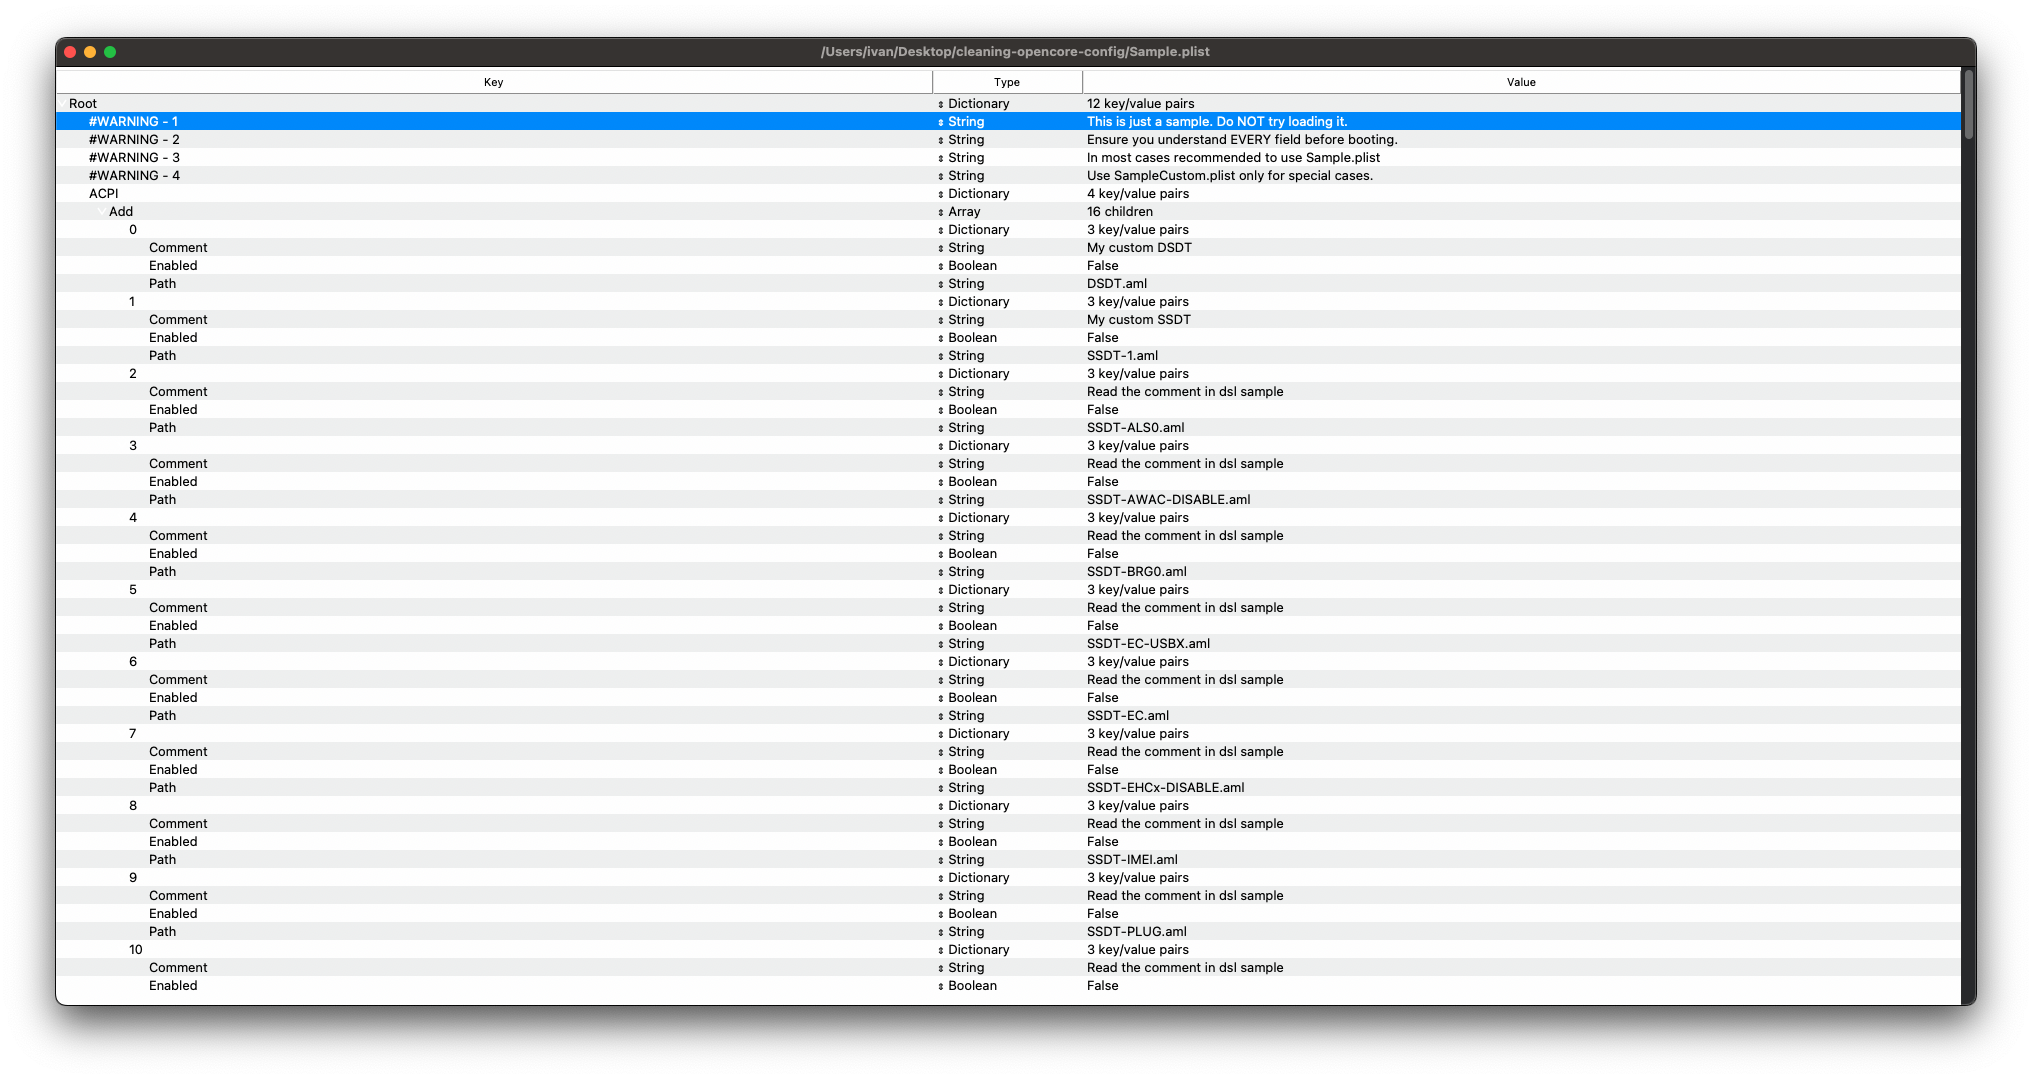 /Users/ivan/Desktop/cleaning-opencore-config/Sample.plist
Key Type Value
Root Dictionary 12 key/value pairs
#WARNING - 1 String This is just a sample. Do NOT try loading it.
#WARNING - 2 String Ensure you understand EVERY field before booting.
#WARNING - 3 String In most cases recommended to use Sample.plist
#WARNING - 4 String Use SampleCustom.plist only for special cases.
ACPI Dictionary 4 key/value pairs
Add Array 16 children
0 Dictionary 3 key/value pairs
Comment String My custom DSDT
Enabled Boolean False
Path String DSDT.aml
1 Dictionary 3 key/value pairs
Comment String My custom SSDT
Enabled Boolean False
Path String SSDT-1.aml
2 Dictionary 3 key/value pairs
Comment String Read the comment in dsl sample
Enabled Boolean False
Path String SSDT-ALS0.aml
3 Dictionary 3 key/value pairs
Comment String Read the comment in dsl sample
Enabled Boolean False
Path String SSDT-AWAC-DISABLE.aml
4 Dictionary 3 key/value pairs
Comment String Read the comment in dsl sample
Enabled Boolean False
Path String SSDT-BRG0.aml
5 Dictionary 3 key/value pairs
Comment String Read the comment in dsl sample
Enabled Boolean False
Path String SSDT-EC-USBX.aml
6 Dictionary 3 key/value pairs
Comment String Read the comment in dsl sample
Enabled Boolean False
Path String SSDT-EC.aml
7 Dictionary 3 key/value pairs
Comment String Read the comment in dsl sample
Enabled Boolean False
Path String SSDT-EHCx-DISABLE.aml
8 Dictionary 3 key/value pairs
Comment String Read the comment in dsl sample
Enabled Boolean False
Path String SSDT-IMEI.aml
9 Dictionary 3 key/value pairs
Comment String Read the comment in dsl sample
Enabled Boolean False
Path String SSDT-PLUG.aml
10 Dictionary 3 key/value pairs
Comment String Read the comment in dsl sample
Enabled Boolean False